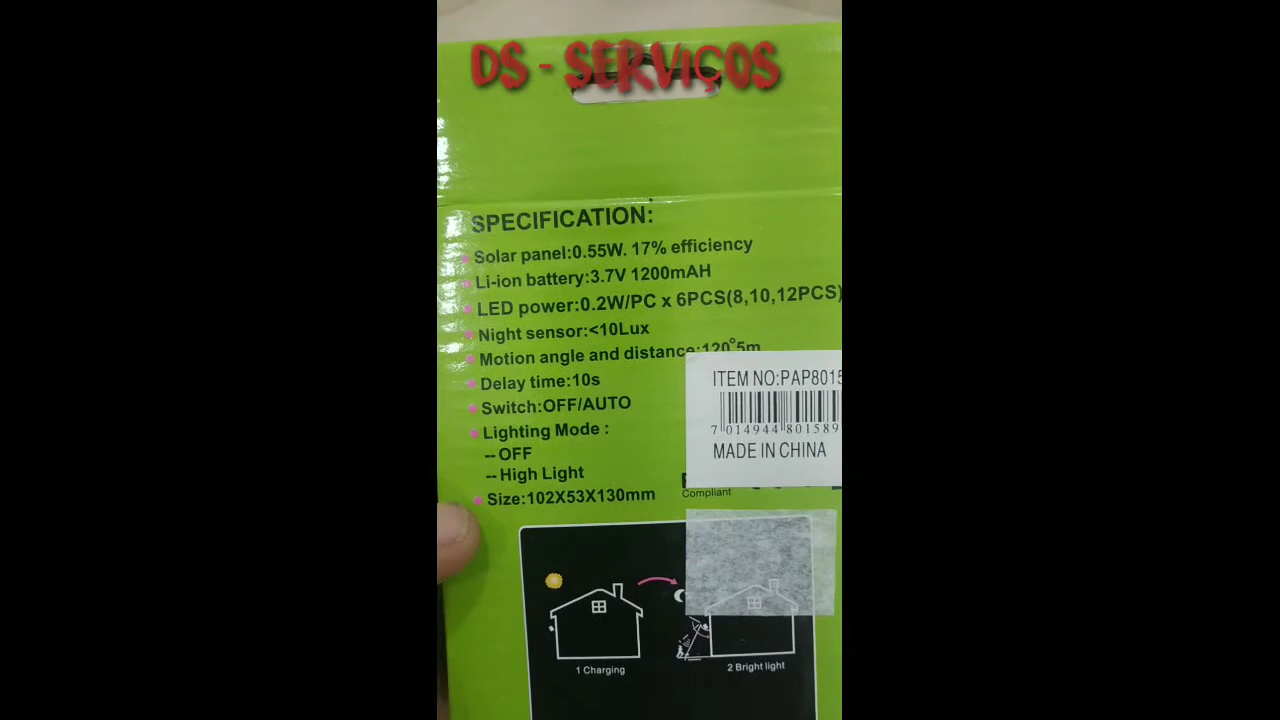 DS - SERViÇOS
SPECIFICATION:
Solar panel:0.55W. 17% efficiency
Li-ion battery:3.7V 1200mAH
LED power:0.2W/PC x 6PCS(8,10,12PCS)
Night sensor:<10Lux
Motion angle and distance:120°5m
Delay time:10s
Switch:OFF/AUTO
Lighting Mode :
--OFF
--High Light
Size:102X53X130mm
ITEM NO:PAP8015
7 014944 801589
MADE IN CHINA
Compliant
1 Charging
2 Bright light